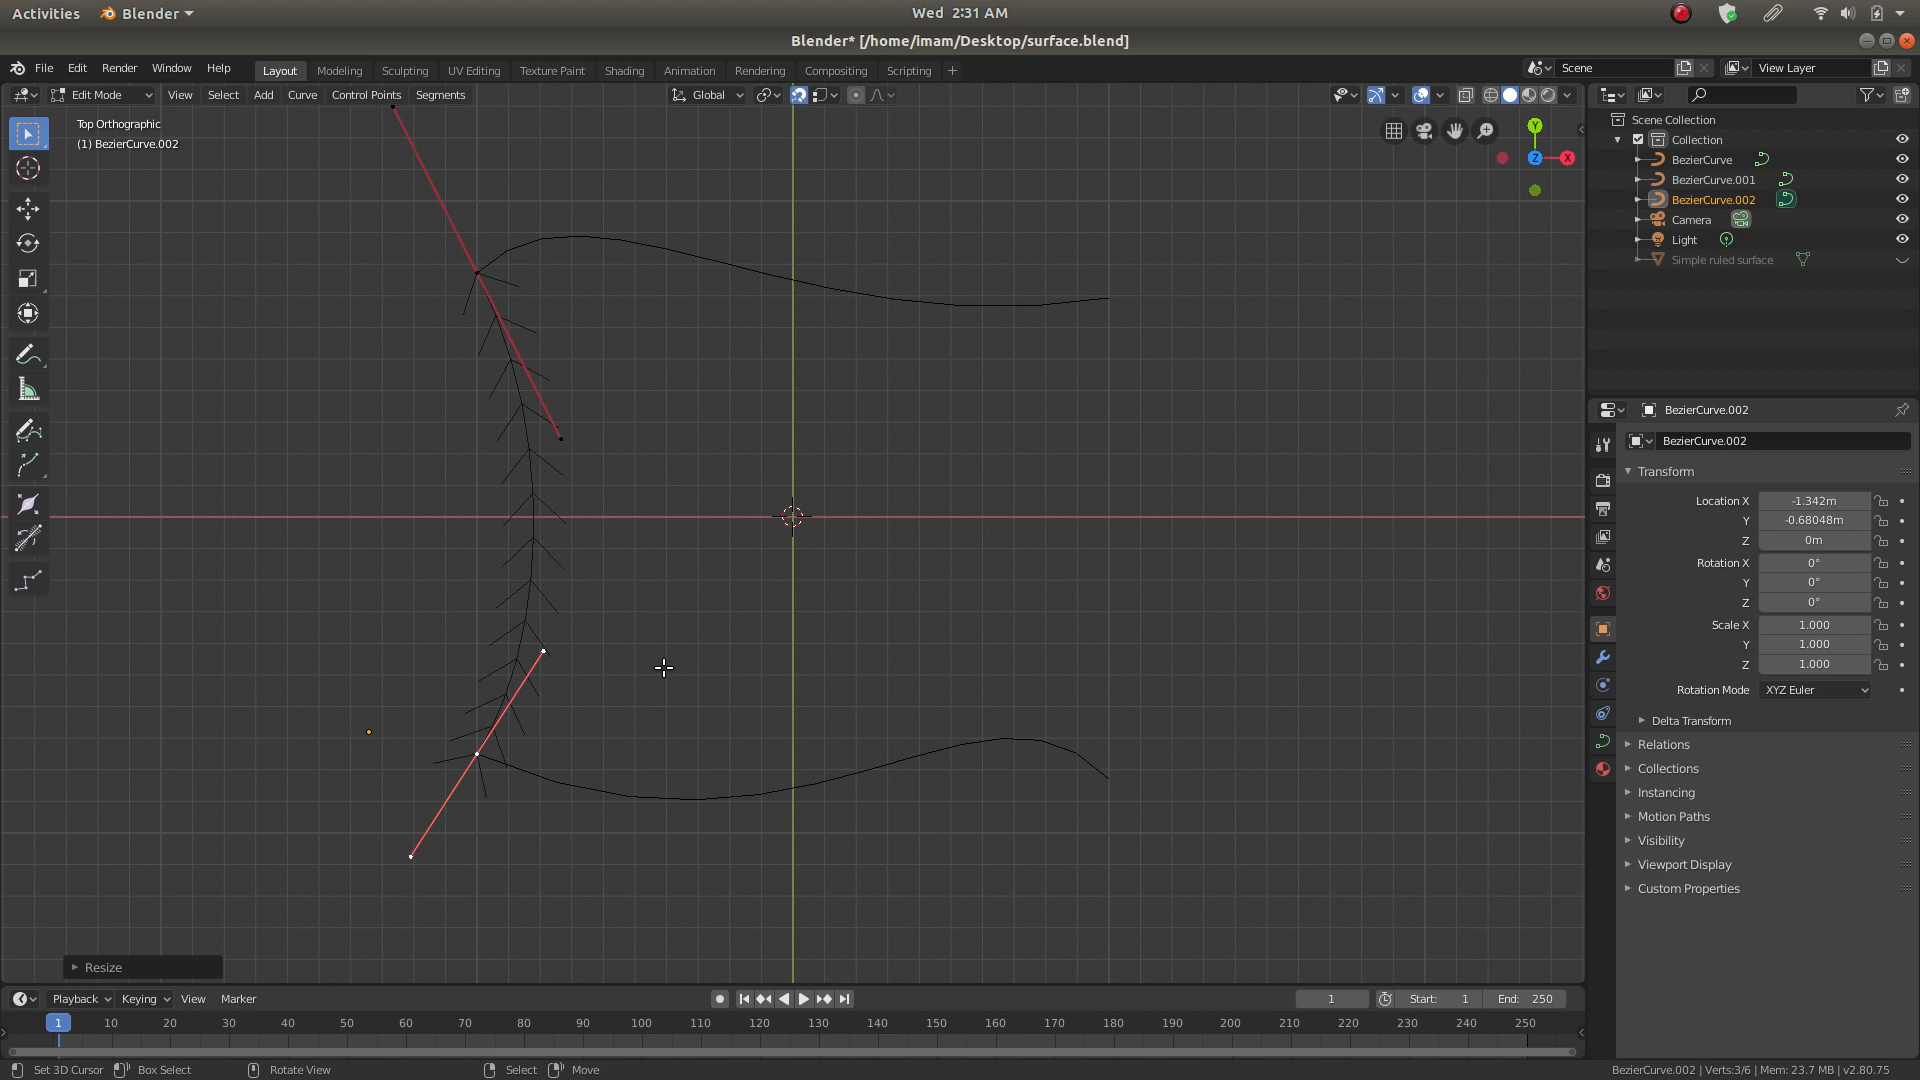 Activities Blender Wed 2:31 AM
Blender* [/home/imam/Desktop/surface.blend]
File Edit Render Window Help Layout Modeling Sculpting UV Editing Texture Paint Shading Animation Rendering Compositing Scripting + Scene View Layer
Edit Mode View Select Add Curve Control Points Segments Global
Top Orthographic
(1) BezierCurve.002
Y
Z X
Scene Collection
Collection
BezierCurve
BezierCurve.001
BezierCurve.002
Camera
Light
Simple ruled surface
BezierCurve.002
BezierCurve.002
Transform
Location X -1.342m
Y -0.68048m
Z 0m
Rotation X 0°
Y 0°
Z 0°
Scale X 1.000
Y 1.000
Z 1.000
Rotation Mode XYZ Euler
Delta Transform
Relations
Collections
Instancing
Motion Paths
Visibility
Viewport Display
Custom Properties
Resize
Playback Keying View Marker 1 Start: 1 End: 250
1 10 20 30 40 50 60 70 80 90 100 110 120 130 140 150 160 170 180 190 200 210 220 230 240 250
Set 3D Cursor Box Select Rotate View Select Move BezierCurve.002 | Verts:3/6 | Mem: 23.7 MB | v2.80.75